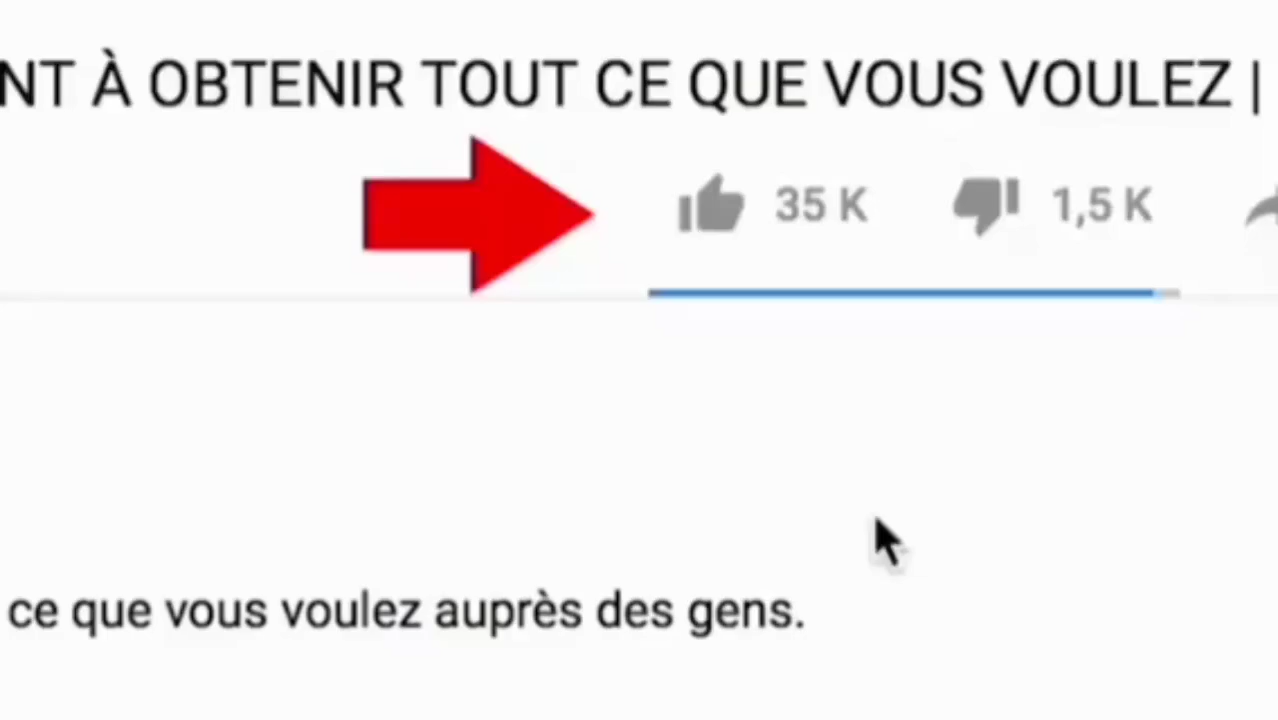 NT À OBTENIR TOUT CE QUE VOUS VOULEZ |
35 K 1,5 K
ce que vous voulez auprès des gens.